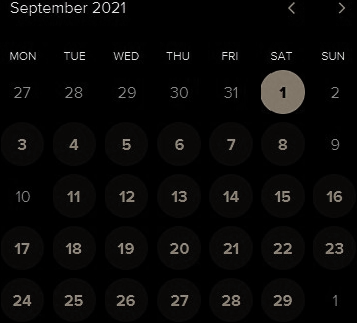 September 2021
MON TUE WED THU FRI SAT SUN
27 28 29 30 31 1 2
3 4 5 6 7 8 9
10 11 12 13 14 15 16
17 18 19 20 21 22 23
24 25 26 27 28 29 1